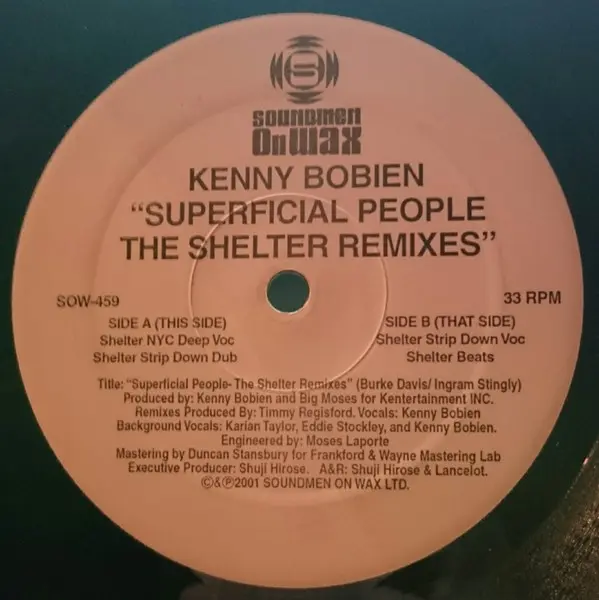 S
SOUNDMEN
On WAX
KENNY BOBIEN
“SUPERFICIAL PEOPLE
THE SHELTER REMIXES”
SOW-459
33 RPM
SIDE A (THIS SIDE)
Shelter NYC Deep Voc
Shelter Strip Down Dub
SIDE B (THAT SIDE)
Shelter Strip Down Voc
Shelter Beats
Title: “Superficial People- The Shelter Remixes” (Burke Davis/ Ingram Stingly)
Produced by: Kenny Bobien and Big Moses for Kentertainment INC.
Remixes Produced By: Timmy Regisford. Vocals: Kenny Bobien
Background Vocals: Karian Taylor, Eddie Stockley, and Kenny Bobien.
Engineered by: Moses Laporte
Mastering by Duncan Stansbury for Frankford & Wayne Mastering Lab
Executive Producer: Shuji Hirose. A&R: Shuji Hirose & Lancelot.
©&℗2001 SOUNDMEN ON WAX LTD.